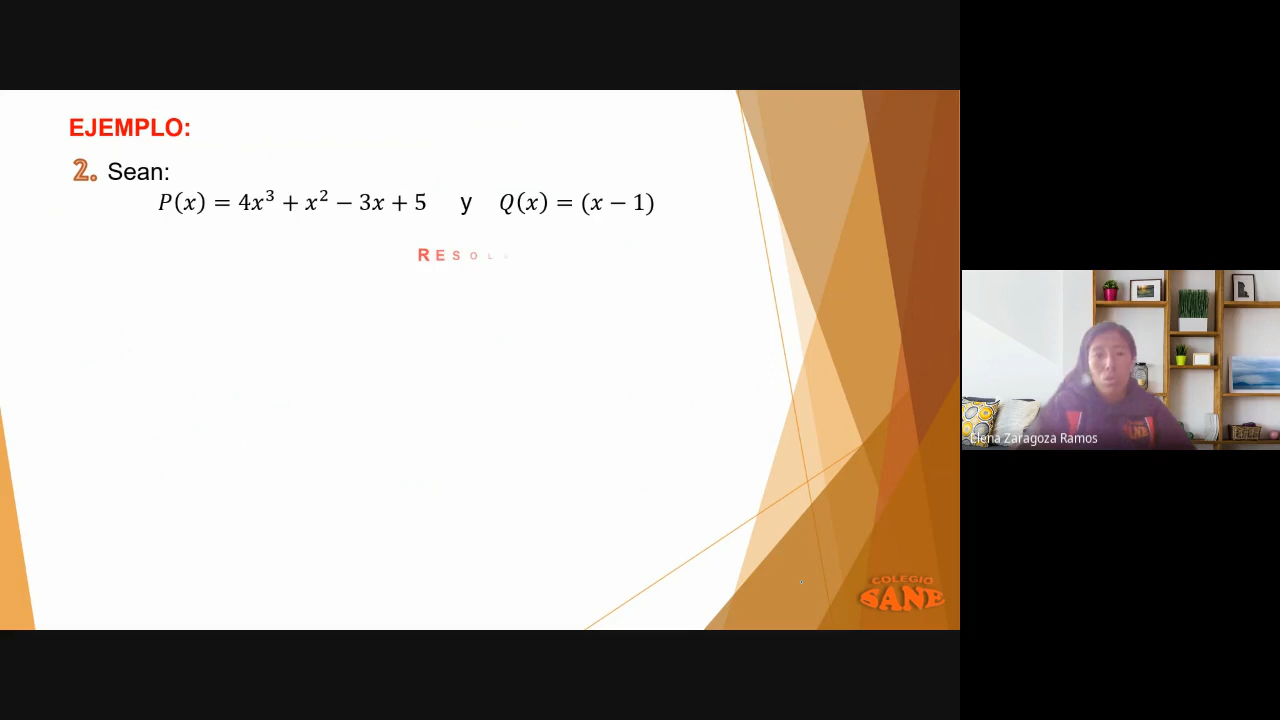 EJEMPLO:
2. Sean:
P(x) = 4x³ + x² − 3x + 5 y Q(x) = (x − 1)
RESOL
Elena Zaragoza Ramos
COLEGIO
SANE